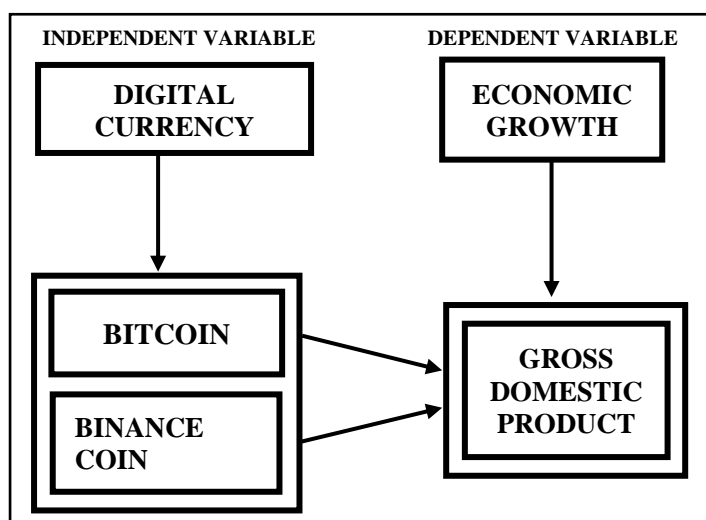 INDEPENDENT VARIABLE
DEPENDENT VARIABLE
DIGITAL
CURRENCY
ECONOMIC
GROWTH
BITCOIN
BINANCE
COIN
GROSS
DOMESTIC
PRODUCT